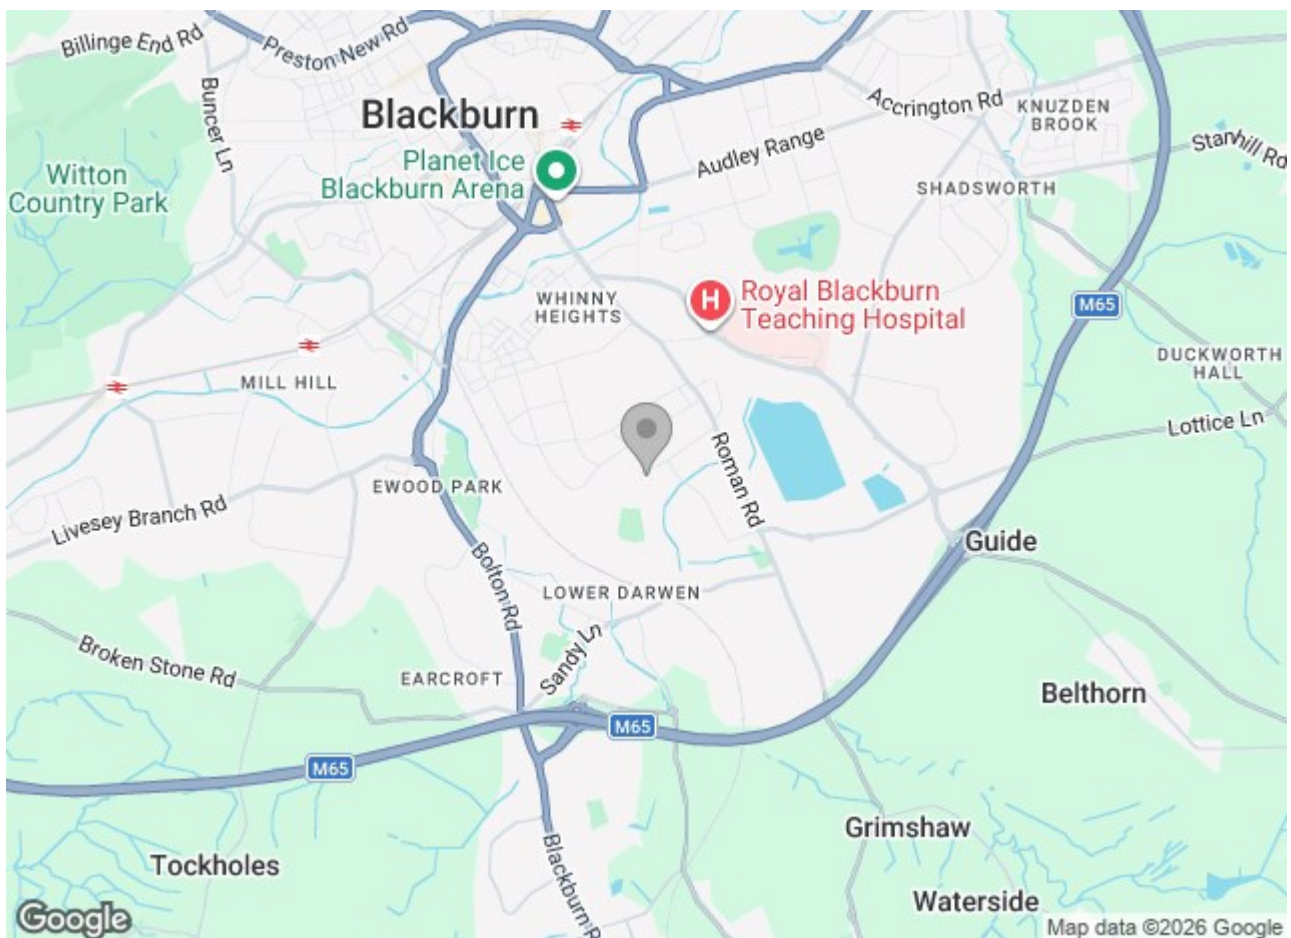 Billinge End Rd
Preston New Rd
Buncer Ln
Blackburn
Accrington Rd
KNUZDEN
BROOK
Audley Range
Stanhill Rd
Planet Ice
Blackburn Arena
Witton
Country Park
SHADSWORTH
WHINNY
HEIGHTS
H
Royal Blackburn
Teaching Hospital
M65
DUCKWORTH
HALL
MILL HILL
Lottice Ln
Roman Rd
EWOOD PARK
Livesey Branch Rd
Guide
Bolton Rd
LOWER DARWEN
Sandy Ln
Broken Stone Rd
EARCROFT
Belthorn
M65
M65
Grimshaw
Tockholes
Blackburn R
Waterside
Google
Map data ©2026 Google